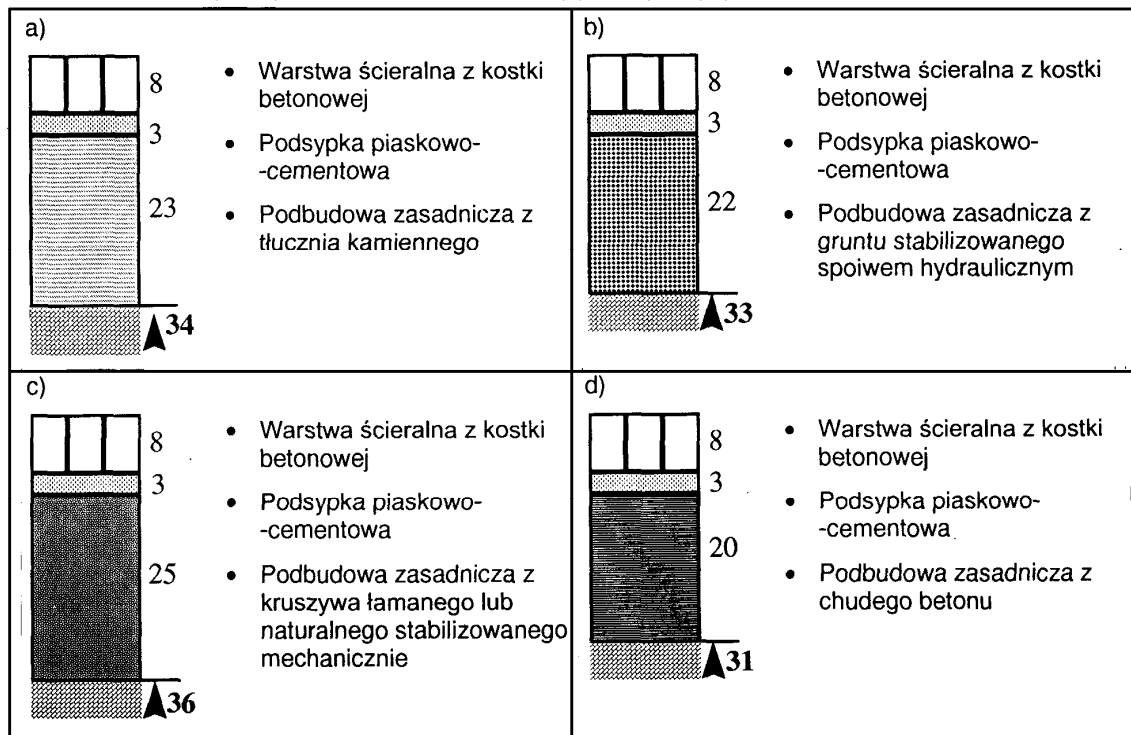 a)
8
3
23
34
• Warstwa ścieralna z kostki
betonowej
• Podsypka piaskowo-
-cementowa
• Podbudowa zasadnicza z
tłucznia kamiennego
b)
8
3
22
33
• Warstwa ścieralna z kostki
betonowej
• Podsypka piaskowo-
-cementowa
• Podbudowa zasadnicza z
gruntu stabilizowanego
spoiwem hydraulicznym
c)
8
3
25
36
• Warstwa ścieralna z kostki
betonowej
• Podsypka piaskowo-
-cementowa
• Podbudowa zasadnicza z
kruszywa łamanego lub
naturalnego stabilizowanego
mechanicznie
d)
8
3
20
31
• Warstwa ścieralna z kostki
betonowej
• Podsypka piaskowo-
-cementowa
• Podbudowa zasadnicza z
chudego betonu